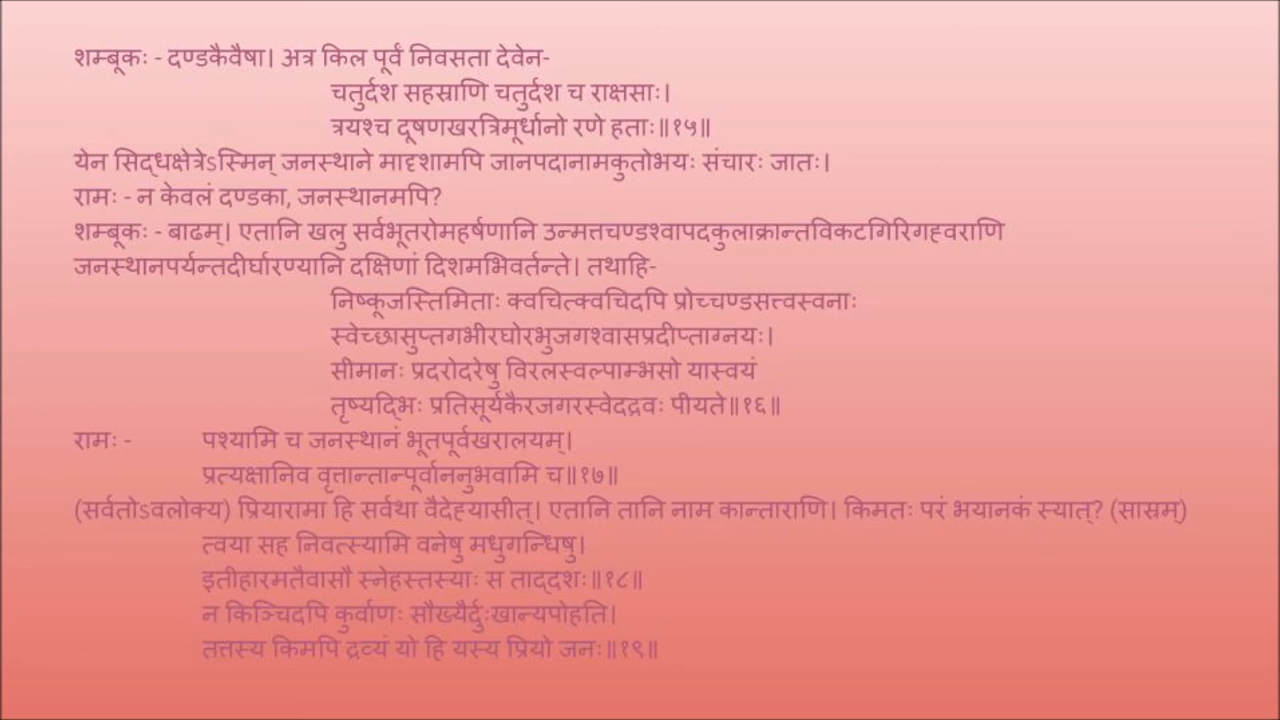 शम्बूकः - दण्डकैवैषा। अत्र किल पूर्वं निवसता देवेन-
चतुर्दश सहस्राणि चतुर्दश च राक्षसाः।
त्रयश्च दूषणखरत्रिमूर्धानो रणे हताः॥१५॥
येन सिद्धक्षेत्रेऽस्मिन् जनस्थाने मादृशामपि जानपदानामकुतोभयः संचारः जातः।
रामः - न केवलं दण्डका, जनस्थानमपि?
शम्बूकः - बाढम्। एतानि खलु सर्वभूतरोमहर्षणानि उन्मत्तचण्डश्वापदकुलाक्रान्तविकटगिरिगह्वराणि
जनस्थानपर्यन्तदीर्घारण्यानि दक्षिणां दिशमभिवर्तन्ते। तथाहि-
निष्कूजस्तिमिताः क्वचित्क्वचिदपि प्रोच्चण्डसत्त्वस्वनाः
स्वेच्छासुप्तगभीरघोरभुजगश्वासप्रदीप्ताग्नयः।
सीमानः प्रदरोदरेषु विरलस्वल्पाम्भसो यास्वयं
तृष्यद्भिः प्रतिसूर्यकैरजगरस्वेदद्रवः पीयते॥१६॥
रामः - पश्यामि च जनस्थानं भूतपूर्वखरालयम्।
प्रत्यक्षानिव वृत्तान्तान्पूर्वाननुभवामि च॥१७॥
(सर्वतोऽवलोक्य) प्रियारामा हि सर्वथा वैदेह्यासीत्। एतानि तानि नाम कान्ताराणि। किमतः परं भयानकं स्यात्? (सास्रम्)
त्वया सह निवत्स्यामि वनेषु मधुगन्धिषु।
इतीहारमतैवासौ स्नेहस्तस्याः स ताद्दशः॥१८॥
न किञ्चिदपि कुर्वाणः सौख्यैर्दुःखान्यपोहति।
तत्तस्य किमपि द्रव्यं यो हि यस्य प्रियो जनः॥१९॥